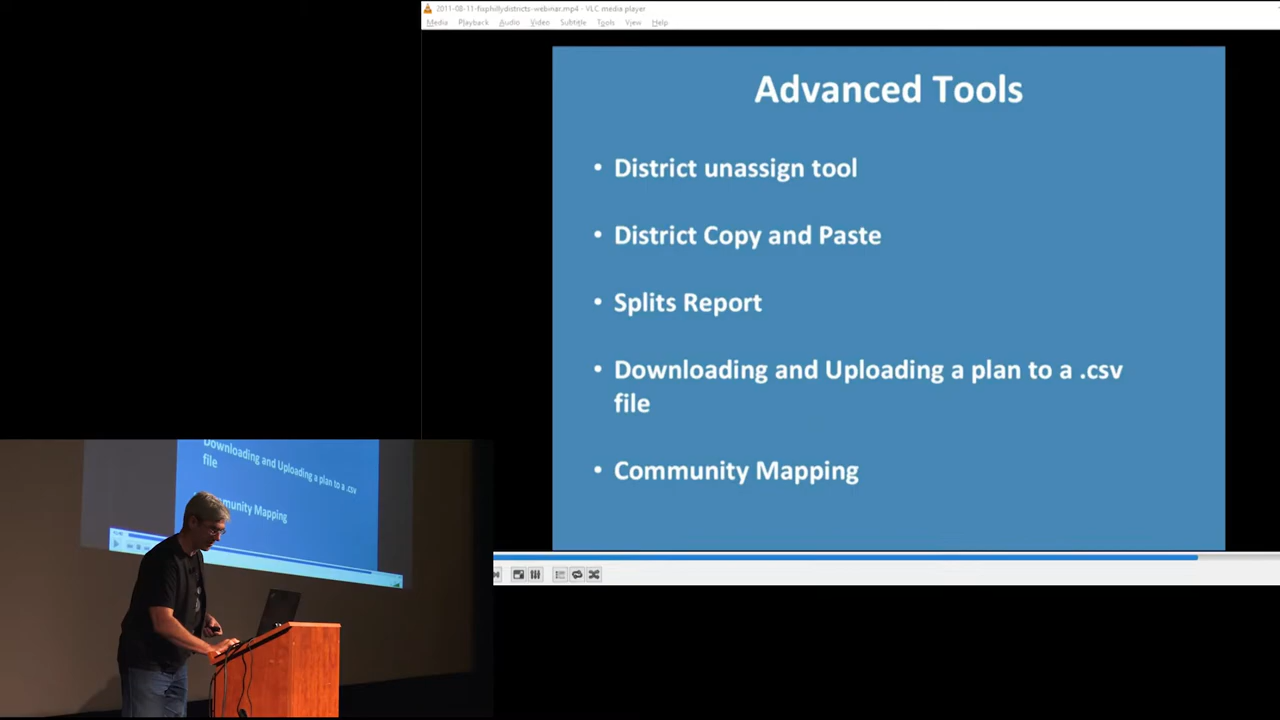 2011-08-11-fixphillydistricts-webinar.mp4 - VLC media player
Media Playback Audio Video Subtitle Tools View Help
Advanced Tools
• District unassign tool
• District Copy and Paste
• Splits Report
• Downloading and Uploading a plan to a .csv
file
• Community Mapping
Downloading and Uploading a plan to a .csv
file
munity Mapping